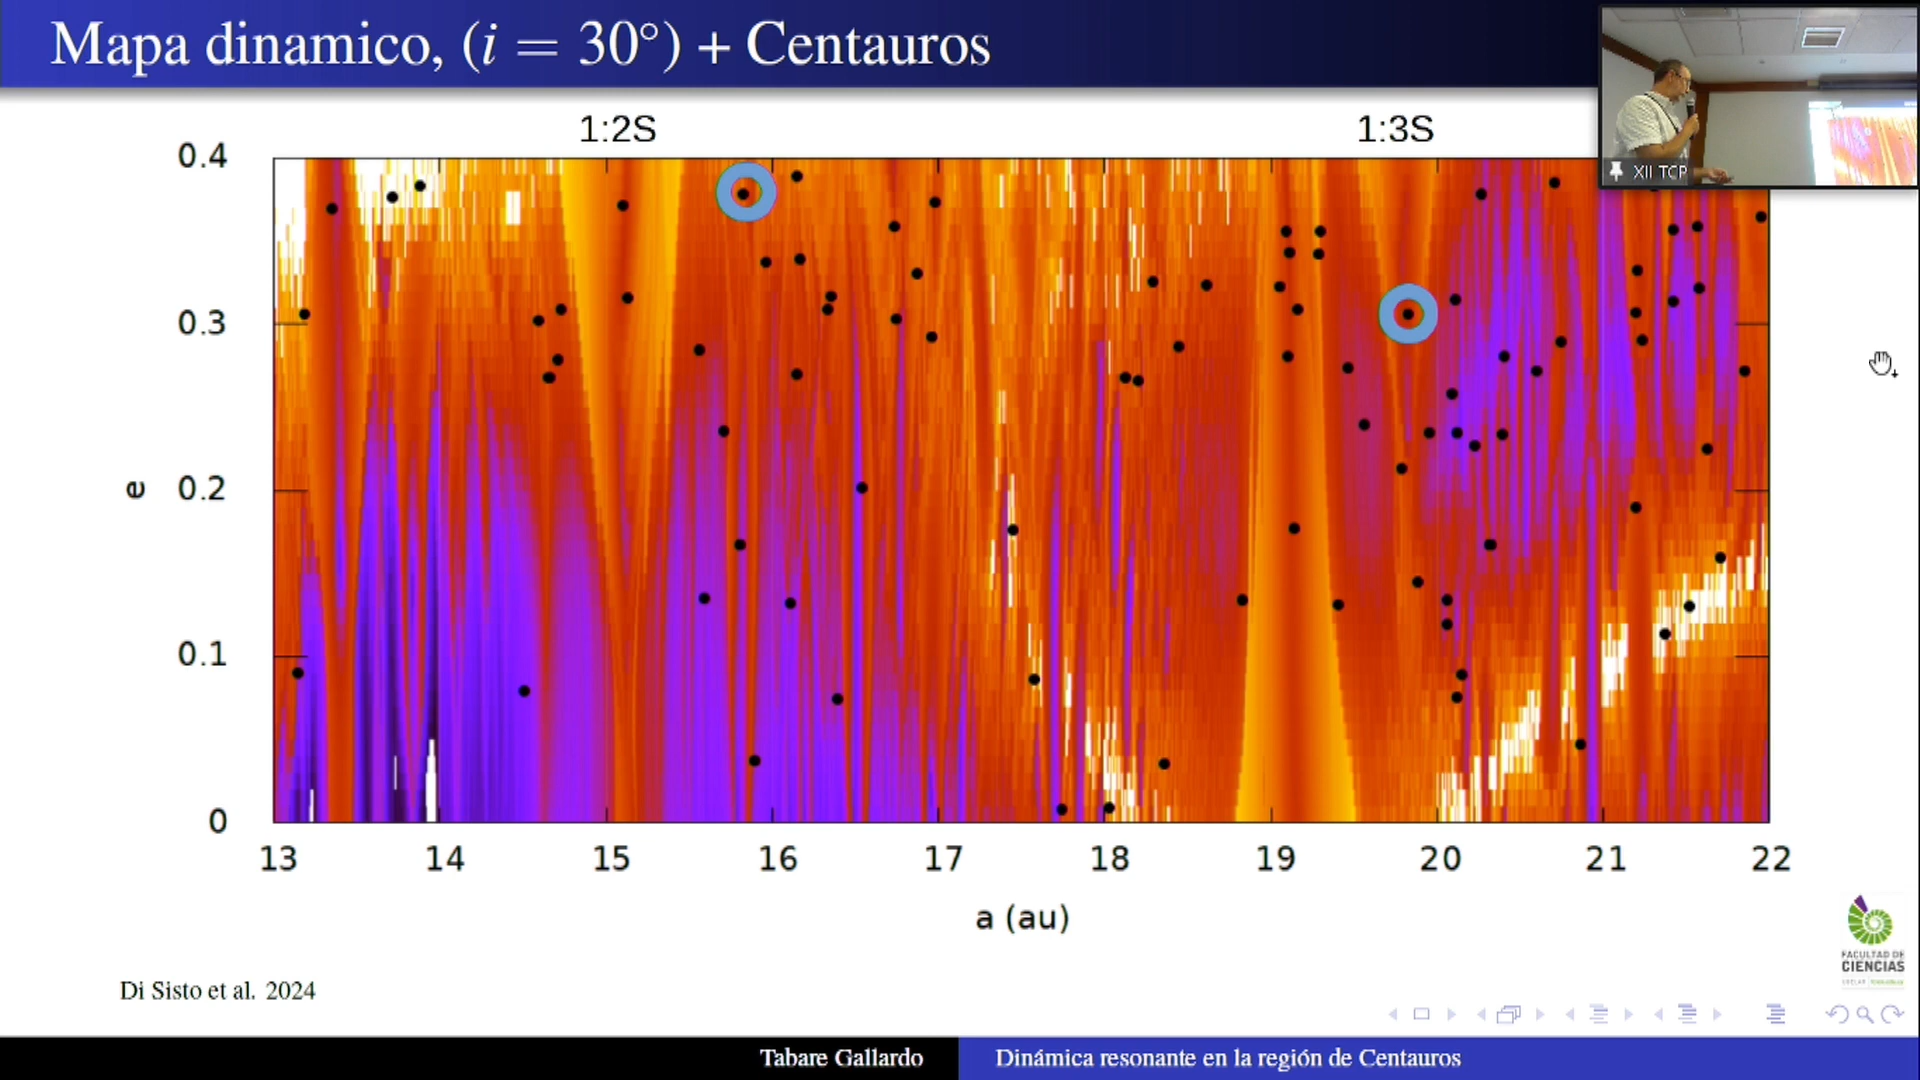 Mapa dinamico, (i = 30°) + Centauros
XII TCP
1:2S 1:3S
0.4
0.3
0.2
0.1
0
e
13 14 15 16 17 18 19 20 21 22
a (au)
FACULTAD DE
CIENCIAS
Di Sisto et al. 2024
Tabare Gallardo
Dinámica resonante en la región de Centauros